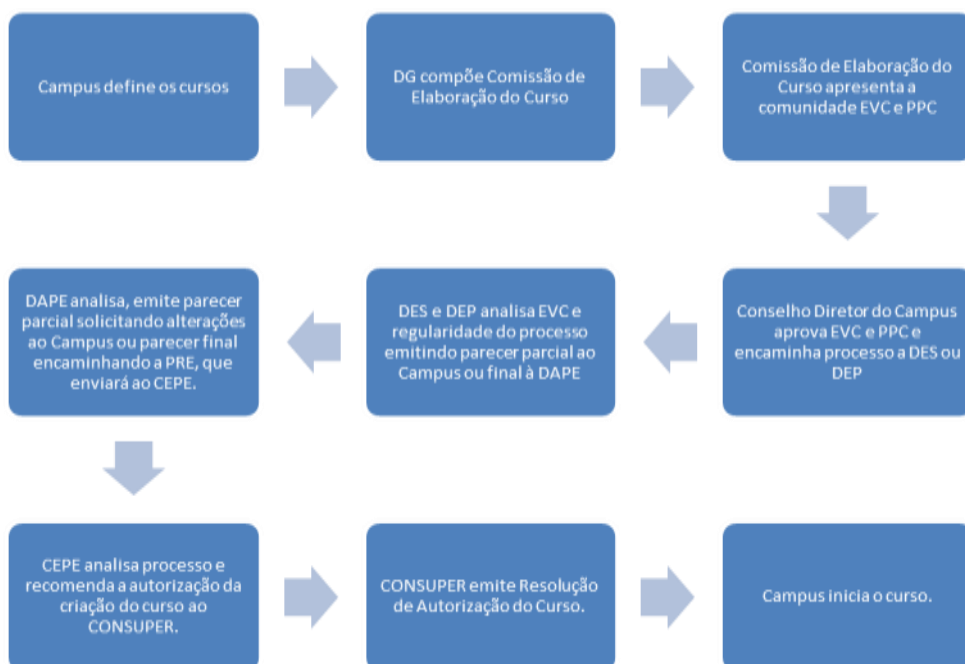 Campus define os cursos
DG compõe Comissão de
Elaboração do Curso
Comissão de Elaboração do
Curso apresenta a
comunidade EVC e PPC
Conselho Diretor do Campus
aprova EVC e PPC e
encaminha processo a DES ou
DEP
DES e DEP analisa EVC e
regularidade do processo
emitindo parecer parcial ao
Campus ou final à DAPE
DAPE analisa, emite parecer
parcial solicitando alterações
ao Campus ou parecer final
encaminhando a PRE, que
enviará ao CEPE.
CEPE analisa processo e
recomenda a autorização da
criação do curso ao
CONSUPER.
CONSUPER emite Resolução
de Autorização do Curso.
Campus inicia o curso.